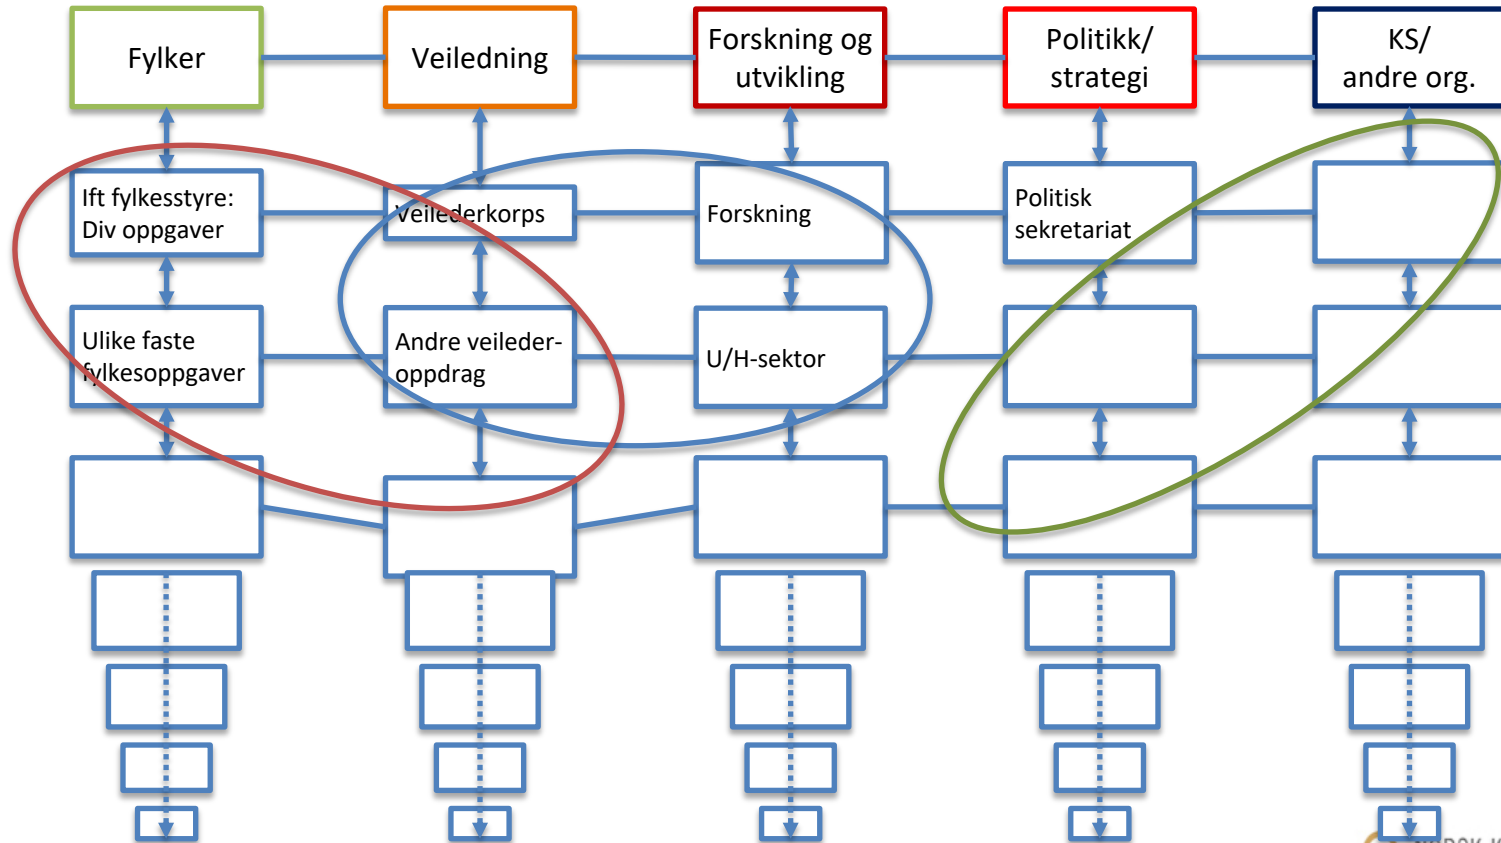 Fylker
Veiledning
Forskning og
utvikling
Politikk/
strategi
KS/
andre org.
Ift fylkesstyre:
Div oppgaver
Veilederkorps
Forskning
Politisk
sekretariat
Ulike faste
fylkesoppgaver
Andre veileder-
oppdrag
U/H-sektor